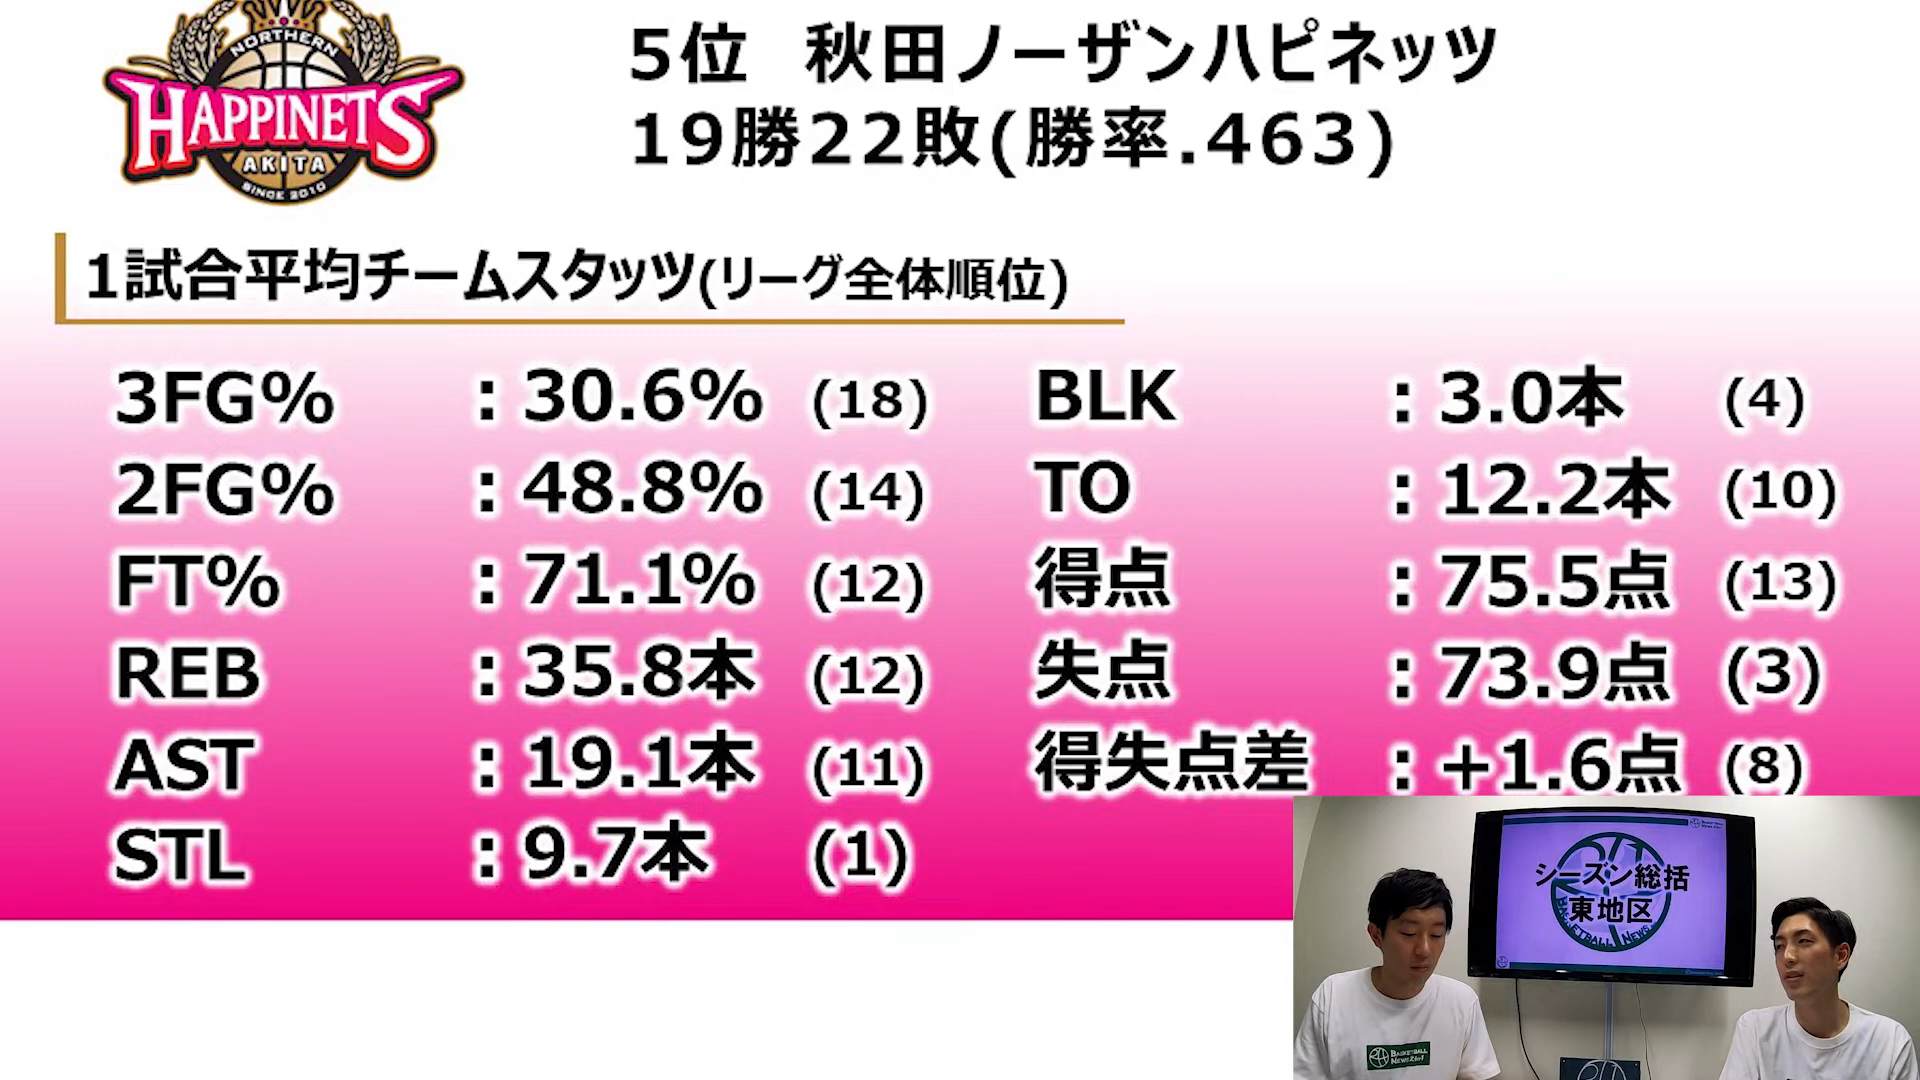 NORTHERN
HAPPINETS
AKITA
SINCE 2010
5位 秋田ノーザンハピネッツ
19勝22敗(勝率.463)
1試合平均チームスタッツ(リーグ全体順位)
3FG% : 30.6% (18)
2FG% : 48.8% (14)
FT% : 71.1% (12)
REB : 35.8本 (12)
AST : 19.1本 (11)
STL : 9.7本 (1)
BLK : 3.0本 (4)
TO : 12.2本 (10)
得点 : 75.5点 (13)
失点 : 73.9点 (3)
得失点差 : +1.6点 (8)
シーズン総括
東地区
BASKETBALL NEWS
BASKETBALL
NEWS 2for1